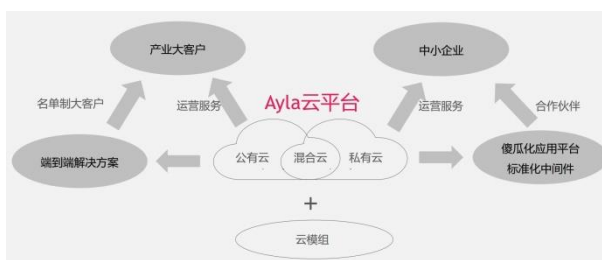 产业大客户
中小企业
名单制大客户
运营服务
Ayla云平台
运营服务
合作伙伴
端到端解决方案
公有云
混合云
私有云
傻瓜化应用平台
标准化中间件
+
云模组